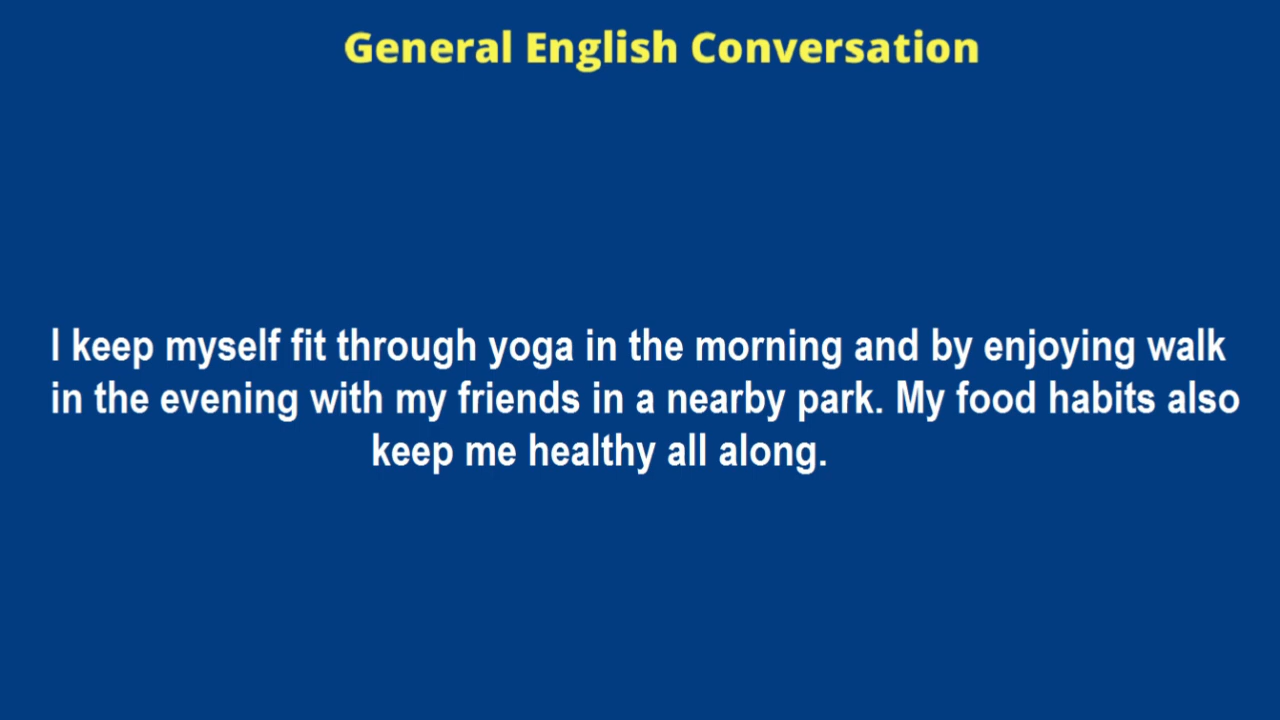 General English Conversation
I keep myself fit through yoga in the morning and by enjoying walk
in the evening with my friends in a nearby park. My food habits also
keep me healthy all along.